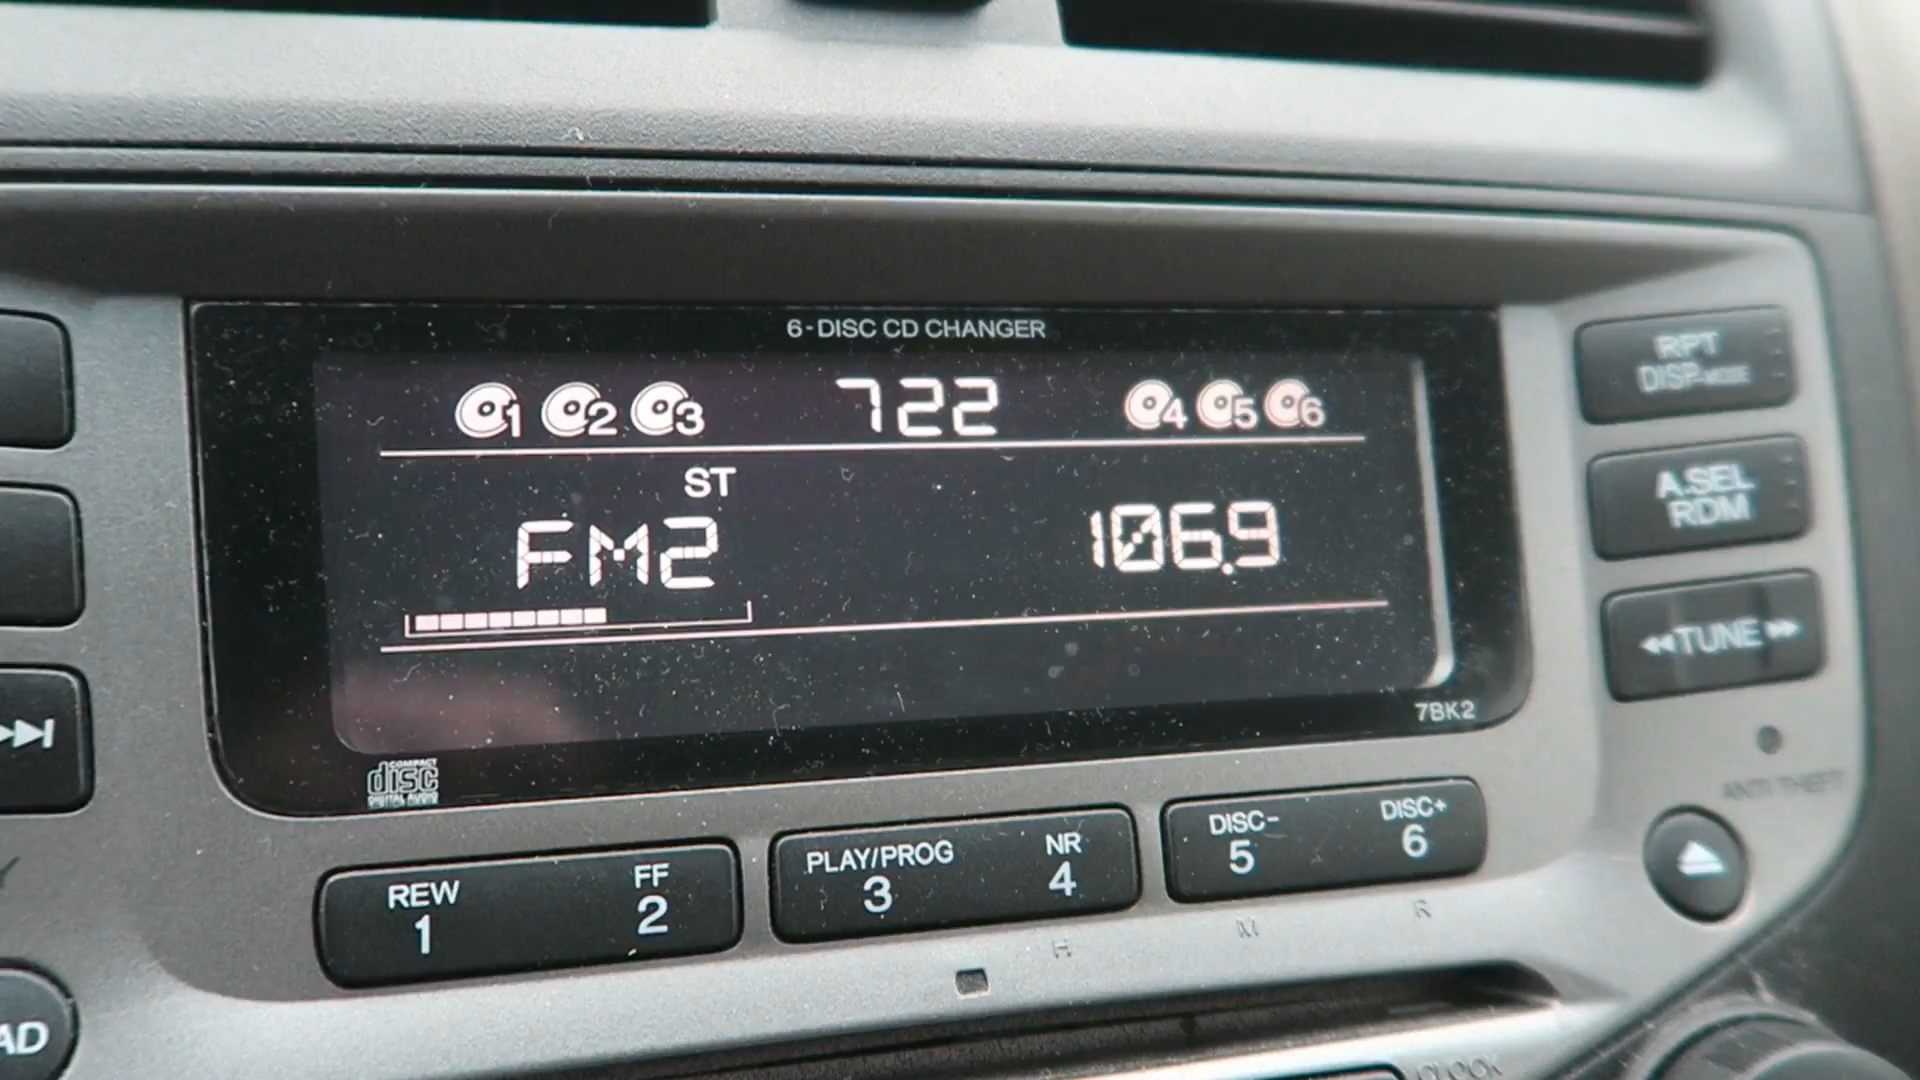 6-DISC CD CHANGER
1 2 3 722 4 5 6
ST
FM2 106.9
7BK2
COMPACT
disc
DIGITAL AUDIO
RPT
DISP-MODE
A.SEL
RDM
TUNE
ANTI THEFT
REW FF
1 2
PLAY/PROG NR
3 4
DISC- DISC+
5 6
H M R
AD
CLOCK